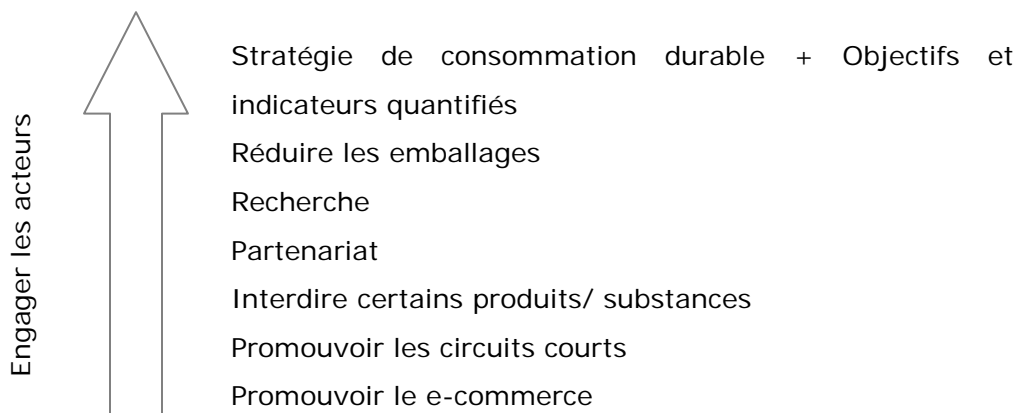 Stratégie de consommation durable + Objectifs et
indicateurs quantifiés
Réduire les emballages
Recherche
Partenariat
Interdire certains produits/ substances
Promouvoir les circuits courts
Promouvoir le e-commerce
Engager les acteurs